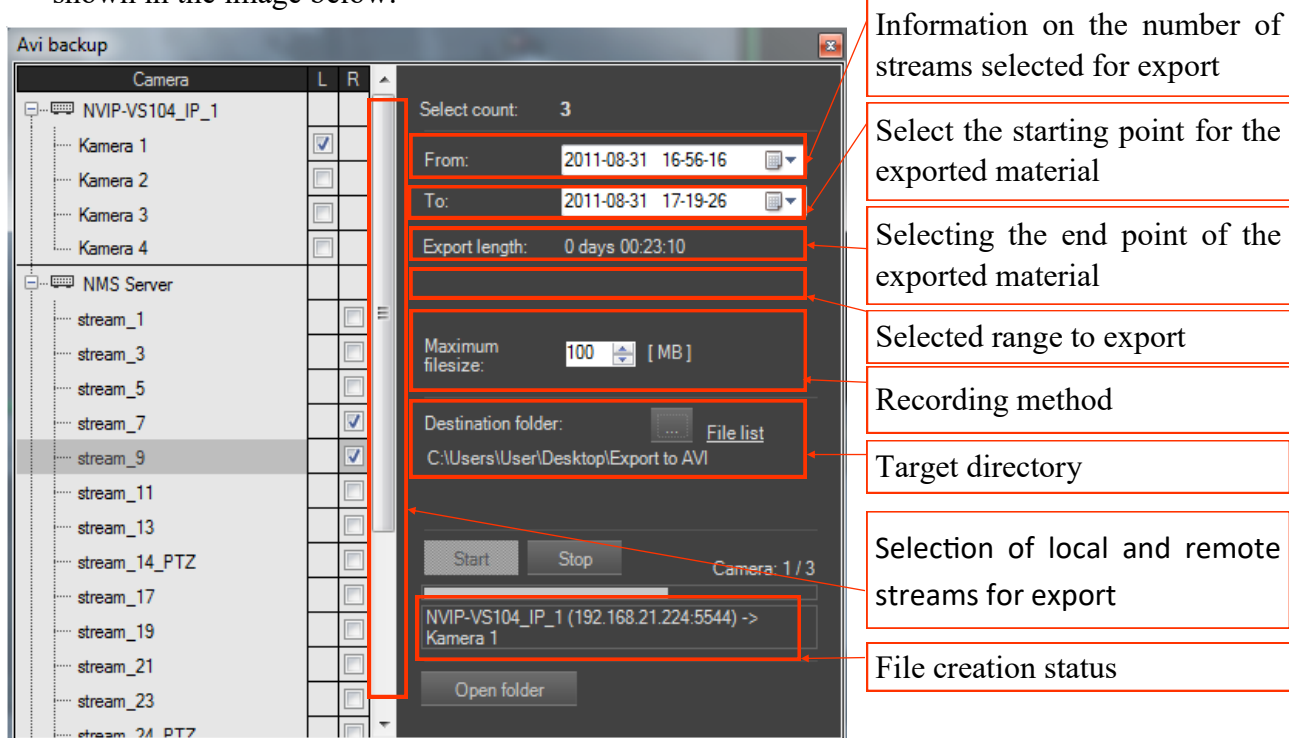 shown in the image below.
Avi backup
Camera L R
NVIP-VS104_IP_1
Kamera 1
Kamera 2
Kamera 3
Kamera 4
NMS Server
stream_1
stream_3
stream_5
stream_7
stream_9
stream_11
stream_13
stream_14_PTZ
stream_17
stream_19
stream_21
stream_23
stream_24_PTZ
Select count: 3
From: 2011-08-31 16-56-16
To: 2011-08-31 17-19-26
Export length: 0 days 00:23:10
Maximum
filesize: 100 [ MB ]
Destination folder: ... File list
C:\Users\User\Desktop\Export to AVI
Start Stop Camera: 1 / 3
NVIP-VS104_IP_1 (192.168.21.224:5544) ->
Kamera 1
Open folder
Information on the number of
streams selected for export
Select the starting point for the
exported material
Selecting the end point of the
exported material
Selected range to export
Recording method
Target directory
Selection of local and remote
streams for export
File creation status